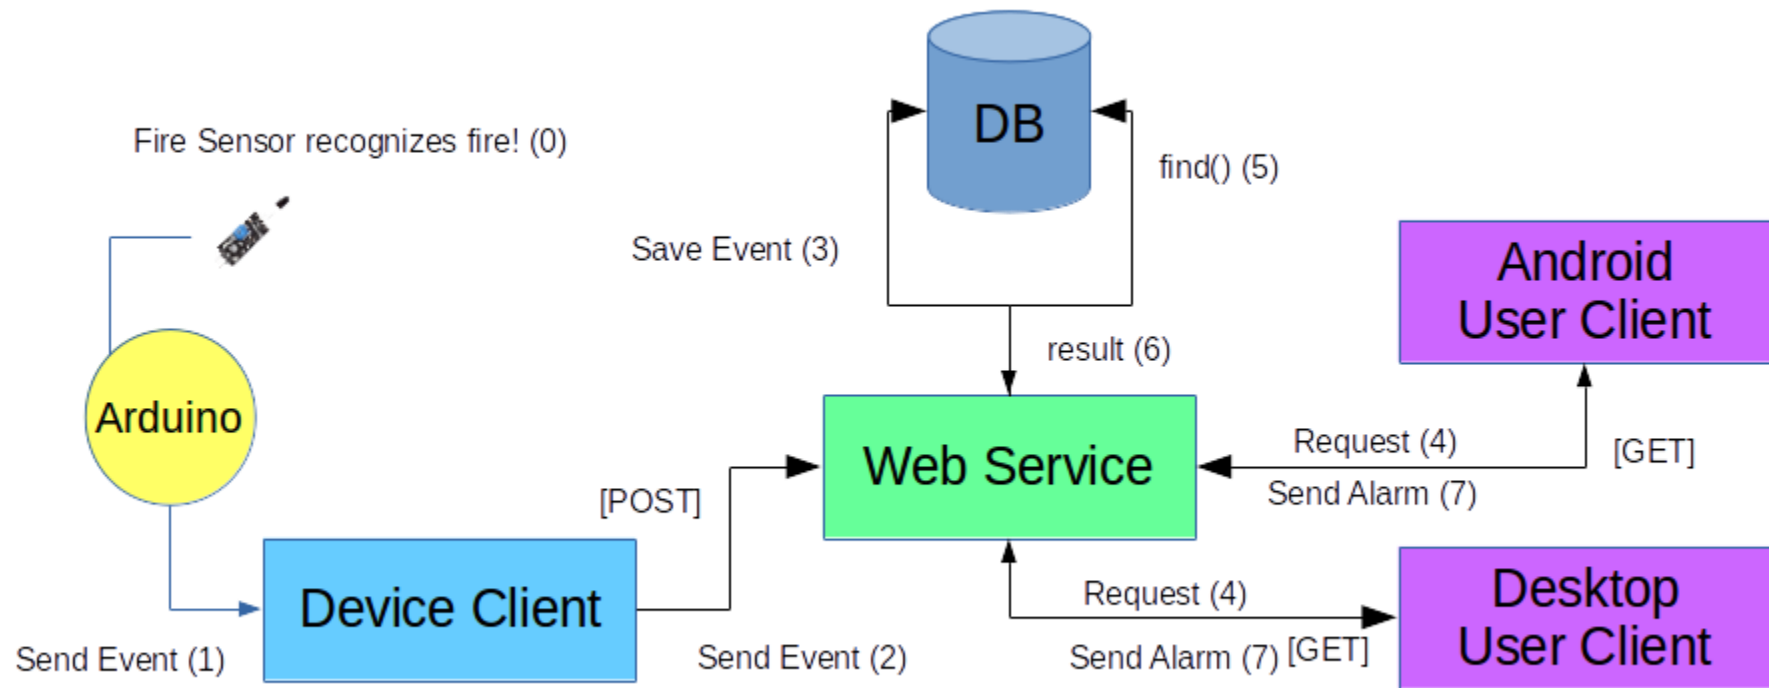 DB
Fire Sensor recognizes fire! (0)
find() (5)
Save Event (3)
Android
User Client
result (6)
Arduino
Web Service
Request (4)
[GET]
Send Alarm (7)
[POST]
Device Client
Request (4)
Desktop
User Client
Send Event (1)
Send Event (2)
Send Alarm (7)
[GET]